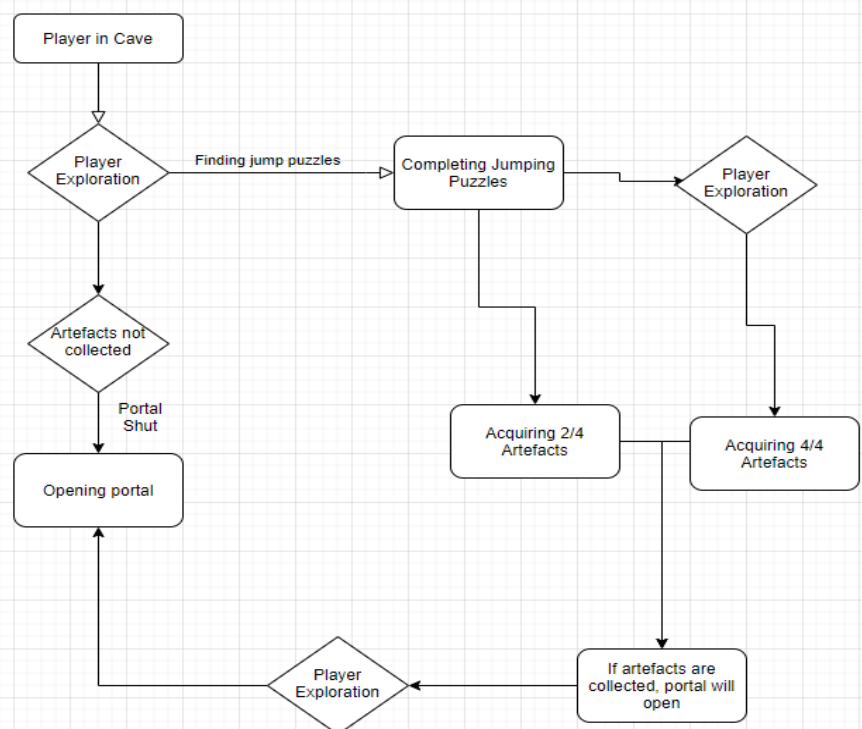 Player in Cave
Player
Exploration
Finding jump puzzles
Completing Jumping
Puzzles
Player
Exploration
Artefacts not
collected
Portal
Shut
Acquiring 2/4
Artefacts
Acquiring 4/4
Artefacts
Opening portal
If artefacts are
collected, portal will
open
Player
Exploration